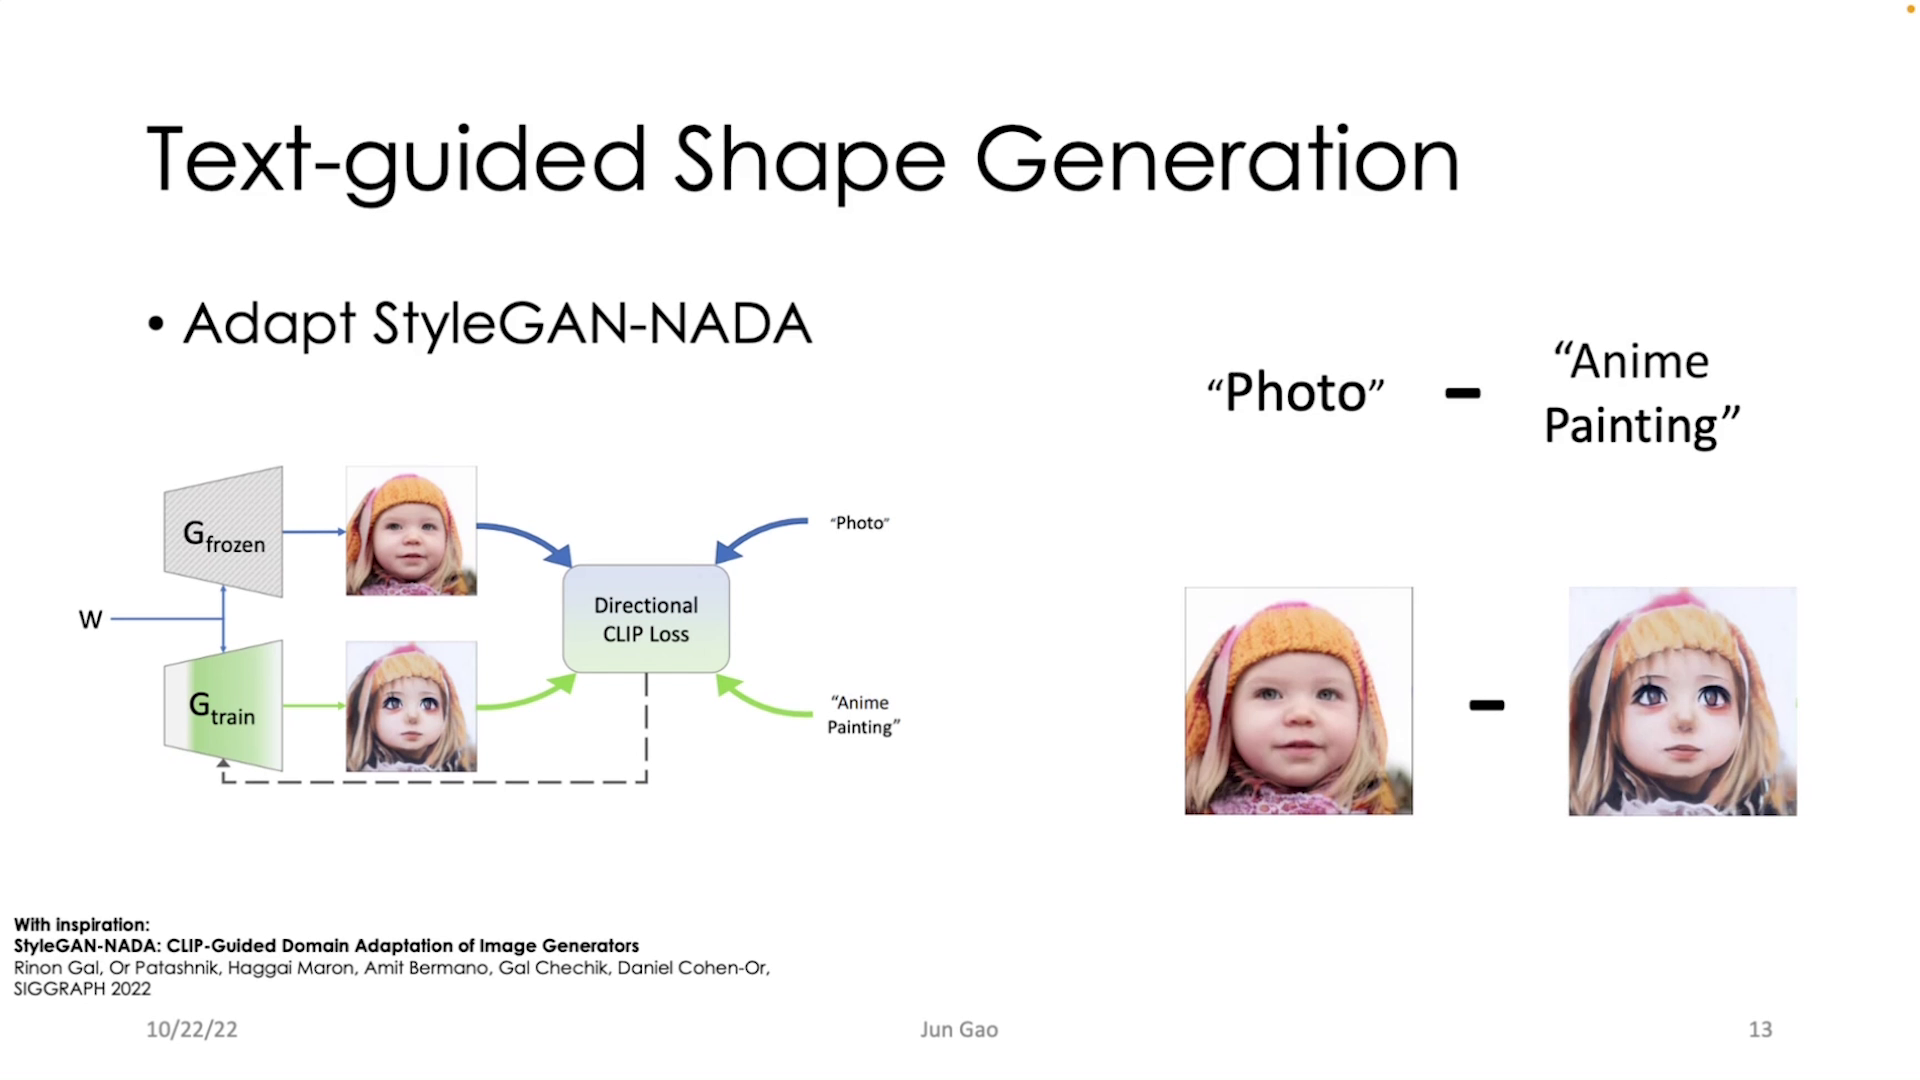 Text-guided Shape Generation
• Adapt StyleGAN-NADA
“Photo” - “Anime
Painting”
G frozen
“Photo”
W
Directional
CLIP Loss
G train
“Anime
Painting”
-
With inspiration:
StyleGAN-NADA: CLIP-Guided Domain Adaptation of Image Generators
Rinon Gal, Or Patashnik, Haggai Maron, Amit Bermano, Gal Chechik, Daniel Cohen-Or,
SIGGRAPH 2022
10/22/22
Jun Gao
13